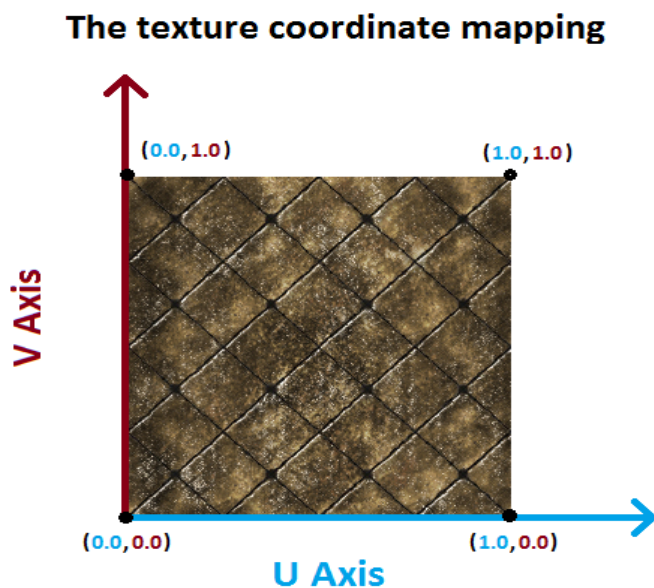 The texture coordinate mapping
(0.0,1.0)
(1.0,1.0)
V Axis
(0.0,0.0)
(1.0,0.0)
U Axis